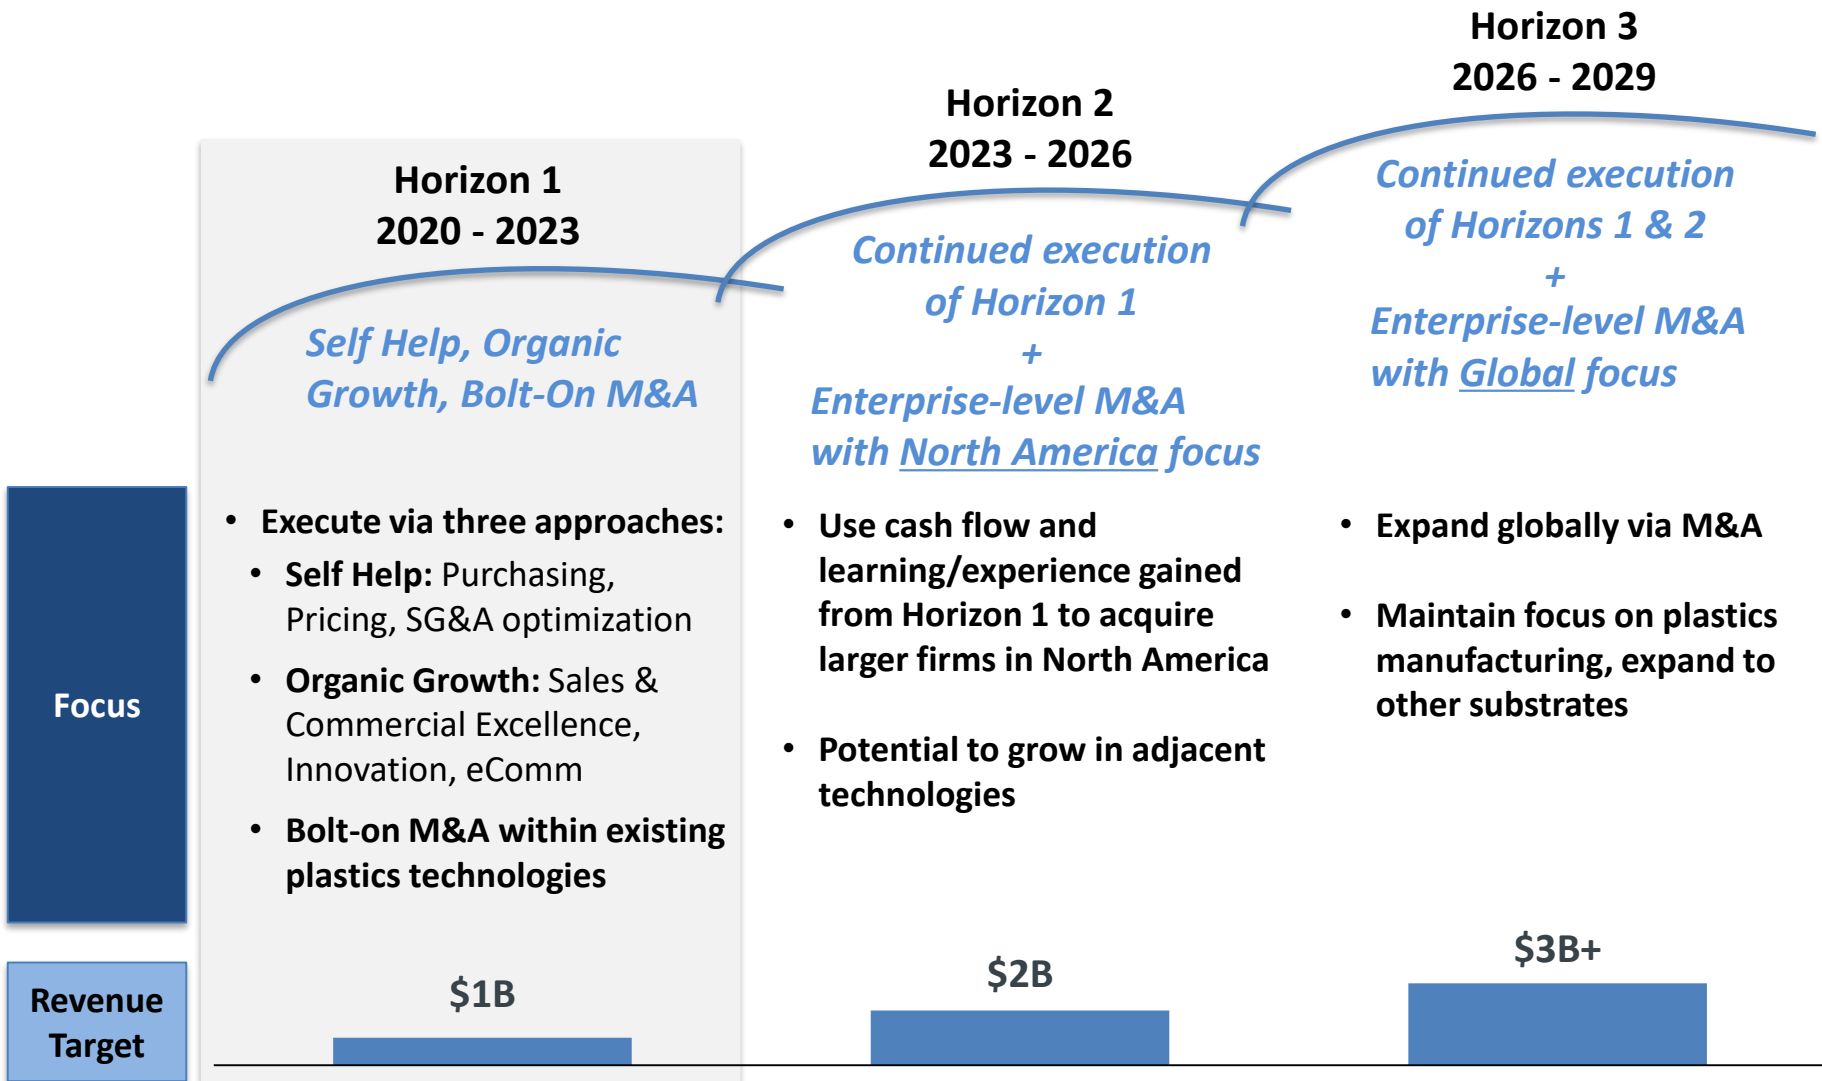 Horizon 1
2020 - 2023
Self Help, Organic
Growth, Bolt-On M&A
Horizon 2
2023 - 2026
Continued execution
of Horizon 1
+
Enterprise-level M&A
with North America focus
Horizon 3
2026 - 2029
Continued execution
of Horizons 1 & 2
+
Enterprise-level M&A
with Global focus
Focus
• Execute via three approaches:
• Self Help: Purchasing,
Pricing, SG&A optimization
• Organic Growth: Sales &
Commercial Excellence,
Innovation, eComm
• Bolt-on M&A within existing
plastics technologies
• Use cash flow and
learning/experience gained
from Horizon 1 to acquire
larger firms in North America
• Potential to grow in adjacent
technologies
• Expand globally via M&A
• Maintain focus on plastics
manufacturing, expand to
other substrates
Revenue
Target
$1B
$2B
$3B+